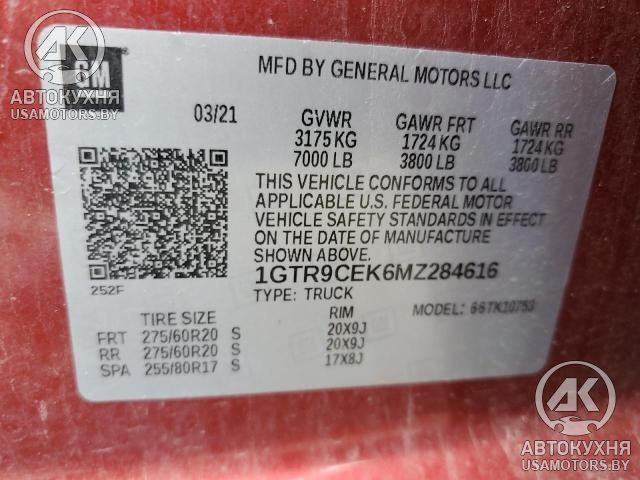 GM
MFD BY GENERAL MOTORS LLC
АВТОКУХНЯ
USAMOTORS.BY
03/21 GVWR GAWR FRT GAWR RR
3175 KG 1724 KG 1724 KG
7000 LB 3800 LB 3800 LB
THIS VEHICLE CONFORMS TO ALL
APPLICABLE U.S. FEDERAL MOTOR
VEHICLE SAFETY STANDARDS IN EFFECT
ON THE DATE OF MANUFACTURE
SHOWN ABOVE.
1GTR9CEK6MZ284616
252F
TYPE: TRUCK MODEL: 66TK10753
TIRE SIZE RIM
FRT 275/60R20 S 20X9J
RR 275/60R20 S 20X9J
SPA 255/80R17 S 17X8J
АК
АВТОКУХНЯ
USAMOTORS.BY